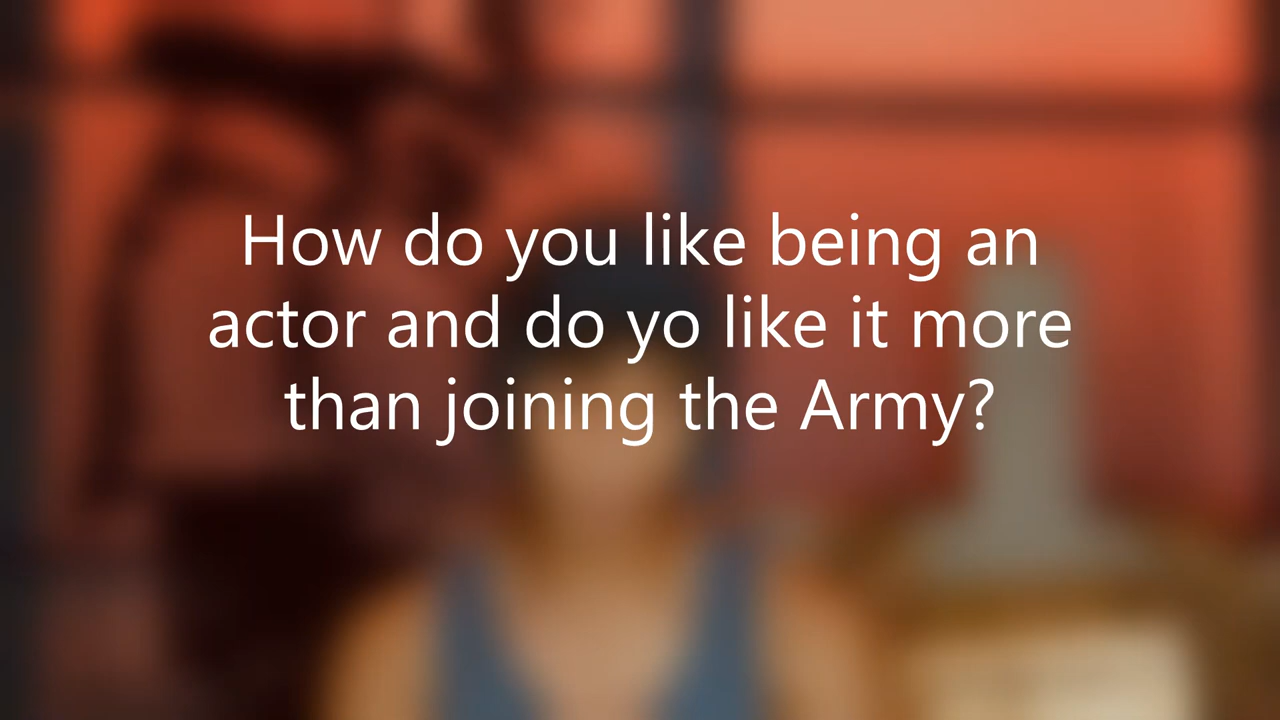 How do you like being an
actor and do yo like it more
than joining the Army?